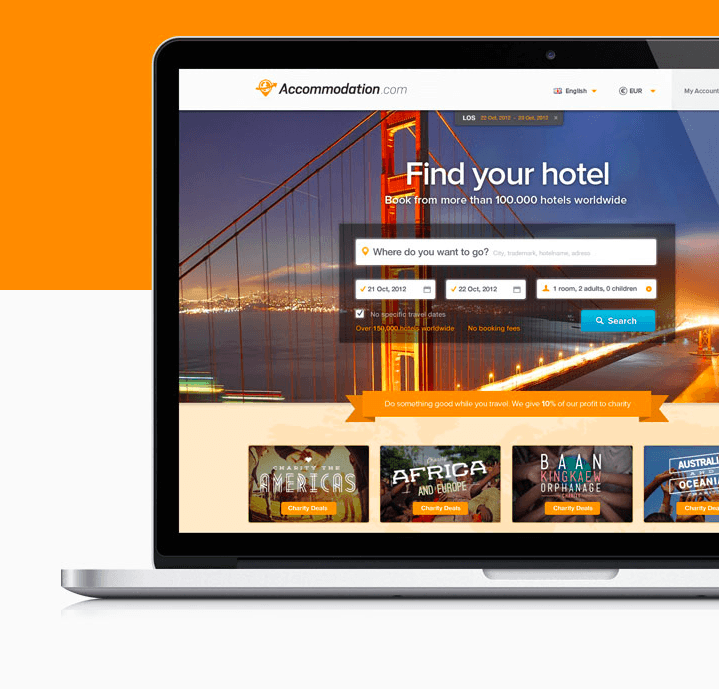 Accommodation.com
English
EUR
My Account
LOS 22 Oct, 2012 - 23 Oct, 2012 ×
Find your hotel
Book from more than 100.000 hotels worldwide
Where do you want to go? City, trademark, hotelname, adress
21 Oct, 2012
22 Oct, 2012
1 room, 2 adults, 0 children
No specific travel dates
Search
Over 150,000 hotels worldwide
No booking fees
Do something good while you travel. We give 10% of our profit to charity
CHARITY THE
AMERICAS
Charity Deals
Charity
AFRICA
AND EUROPE
Charity Deals
BAAN
KINGKAEW
ORPHANAGE
CHARITY
Charity Deals
AUSTRALI
AND
OCEANI
Charity Dea